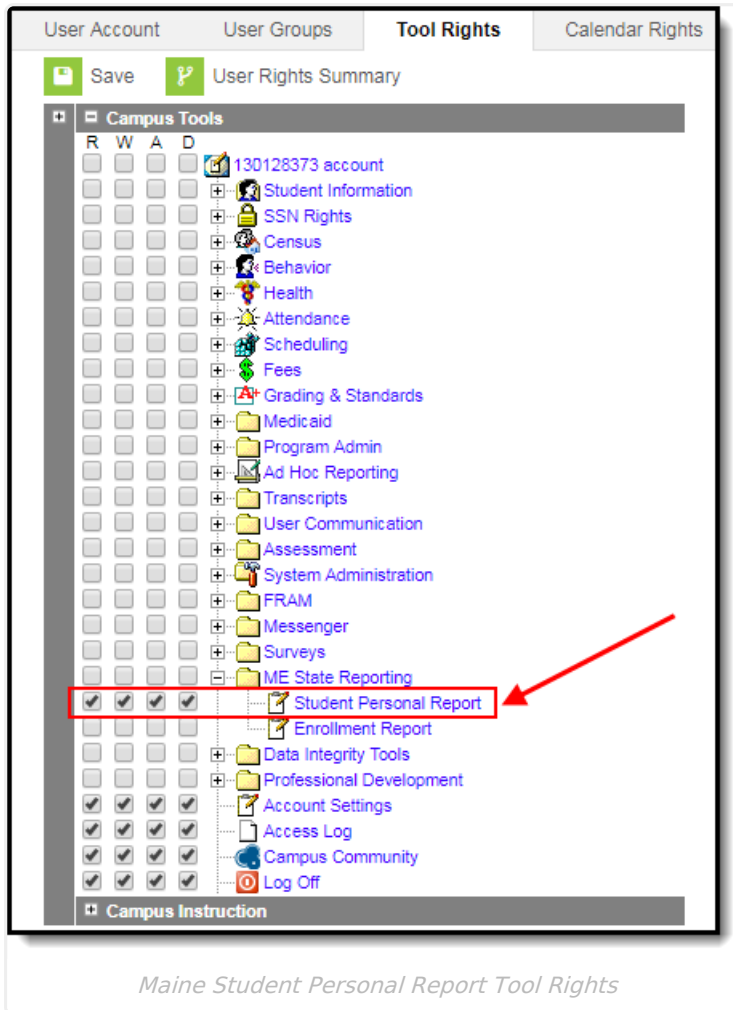 User Account User Groups Tool Rights Calendar Rights
Save User Rights Summary
Campus Tools
R W A D
130128373 account
Student Information
SSN Rights
Census
Behavior
Health
Attendance
Scheduling
Fees
Grading & Standards
Medicaid
Program Admin
Ad Hoc Reporting
Transcripts
User Communication
Assessment
System Administration
FRAM
Messenger
Surveys
ME State Reporting
Student Personal Report
Enrollment Report
Data Integrity Tools
Professional Development
Account Settings
Access Log
Campus Community
Log Off
Campus Instruction
Maine Student Personal Report Tool Rights